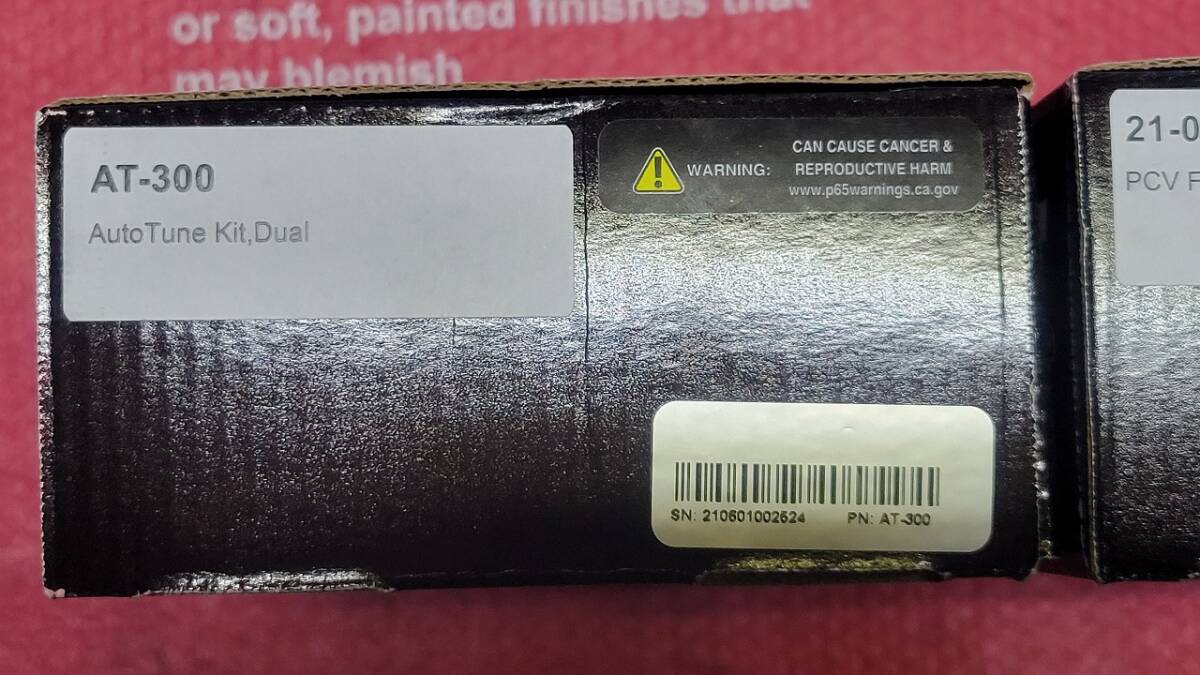 or soft, painted finishes that
may blemish
AT-300
AutoTune Kit,Dual
WARNING:
CAN CAUSE CANCER &
REPRODUCTIVE HARM
www.p65warnings.ca.gov
SN: 210601002624
PN: AT-300
21-0
PCV F